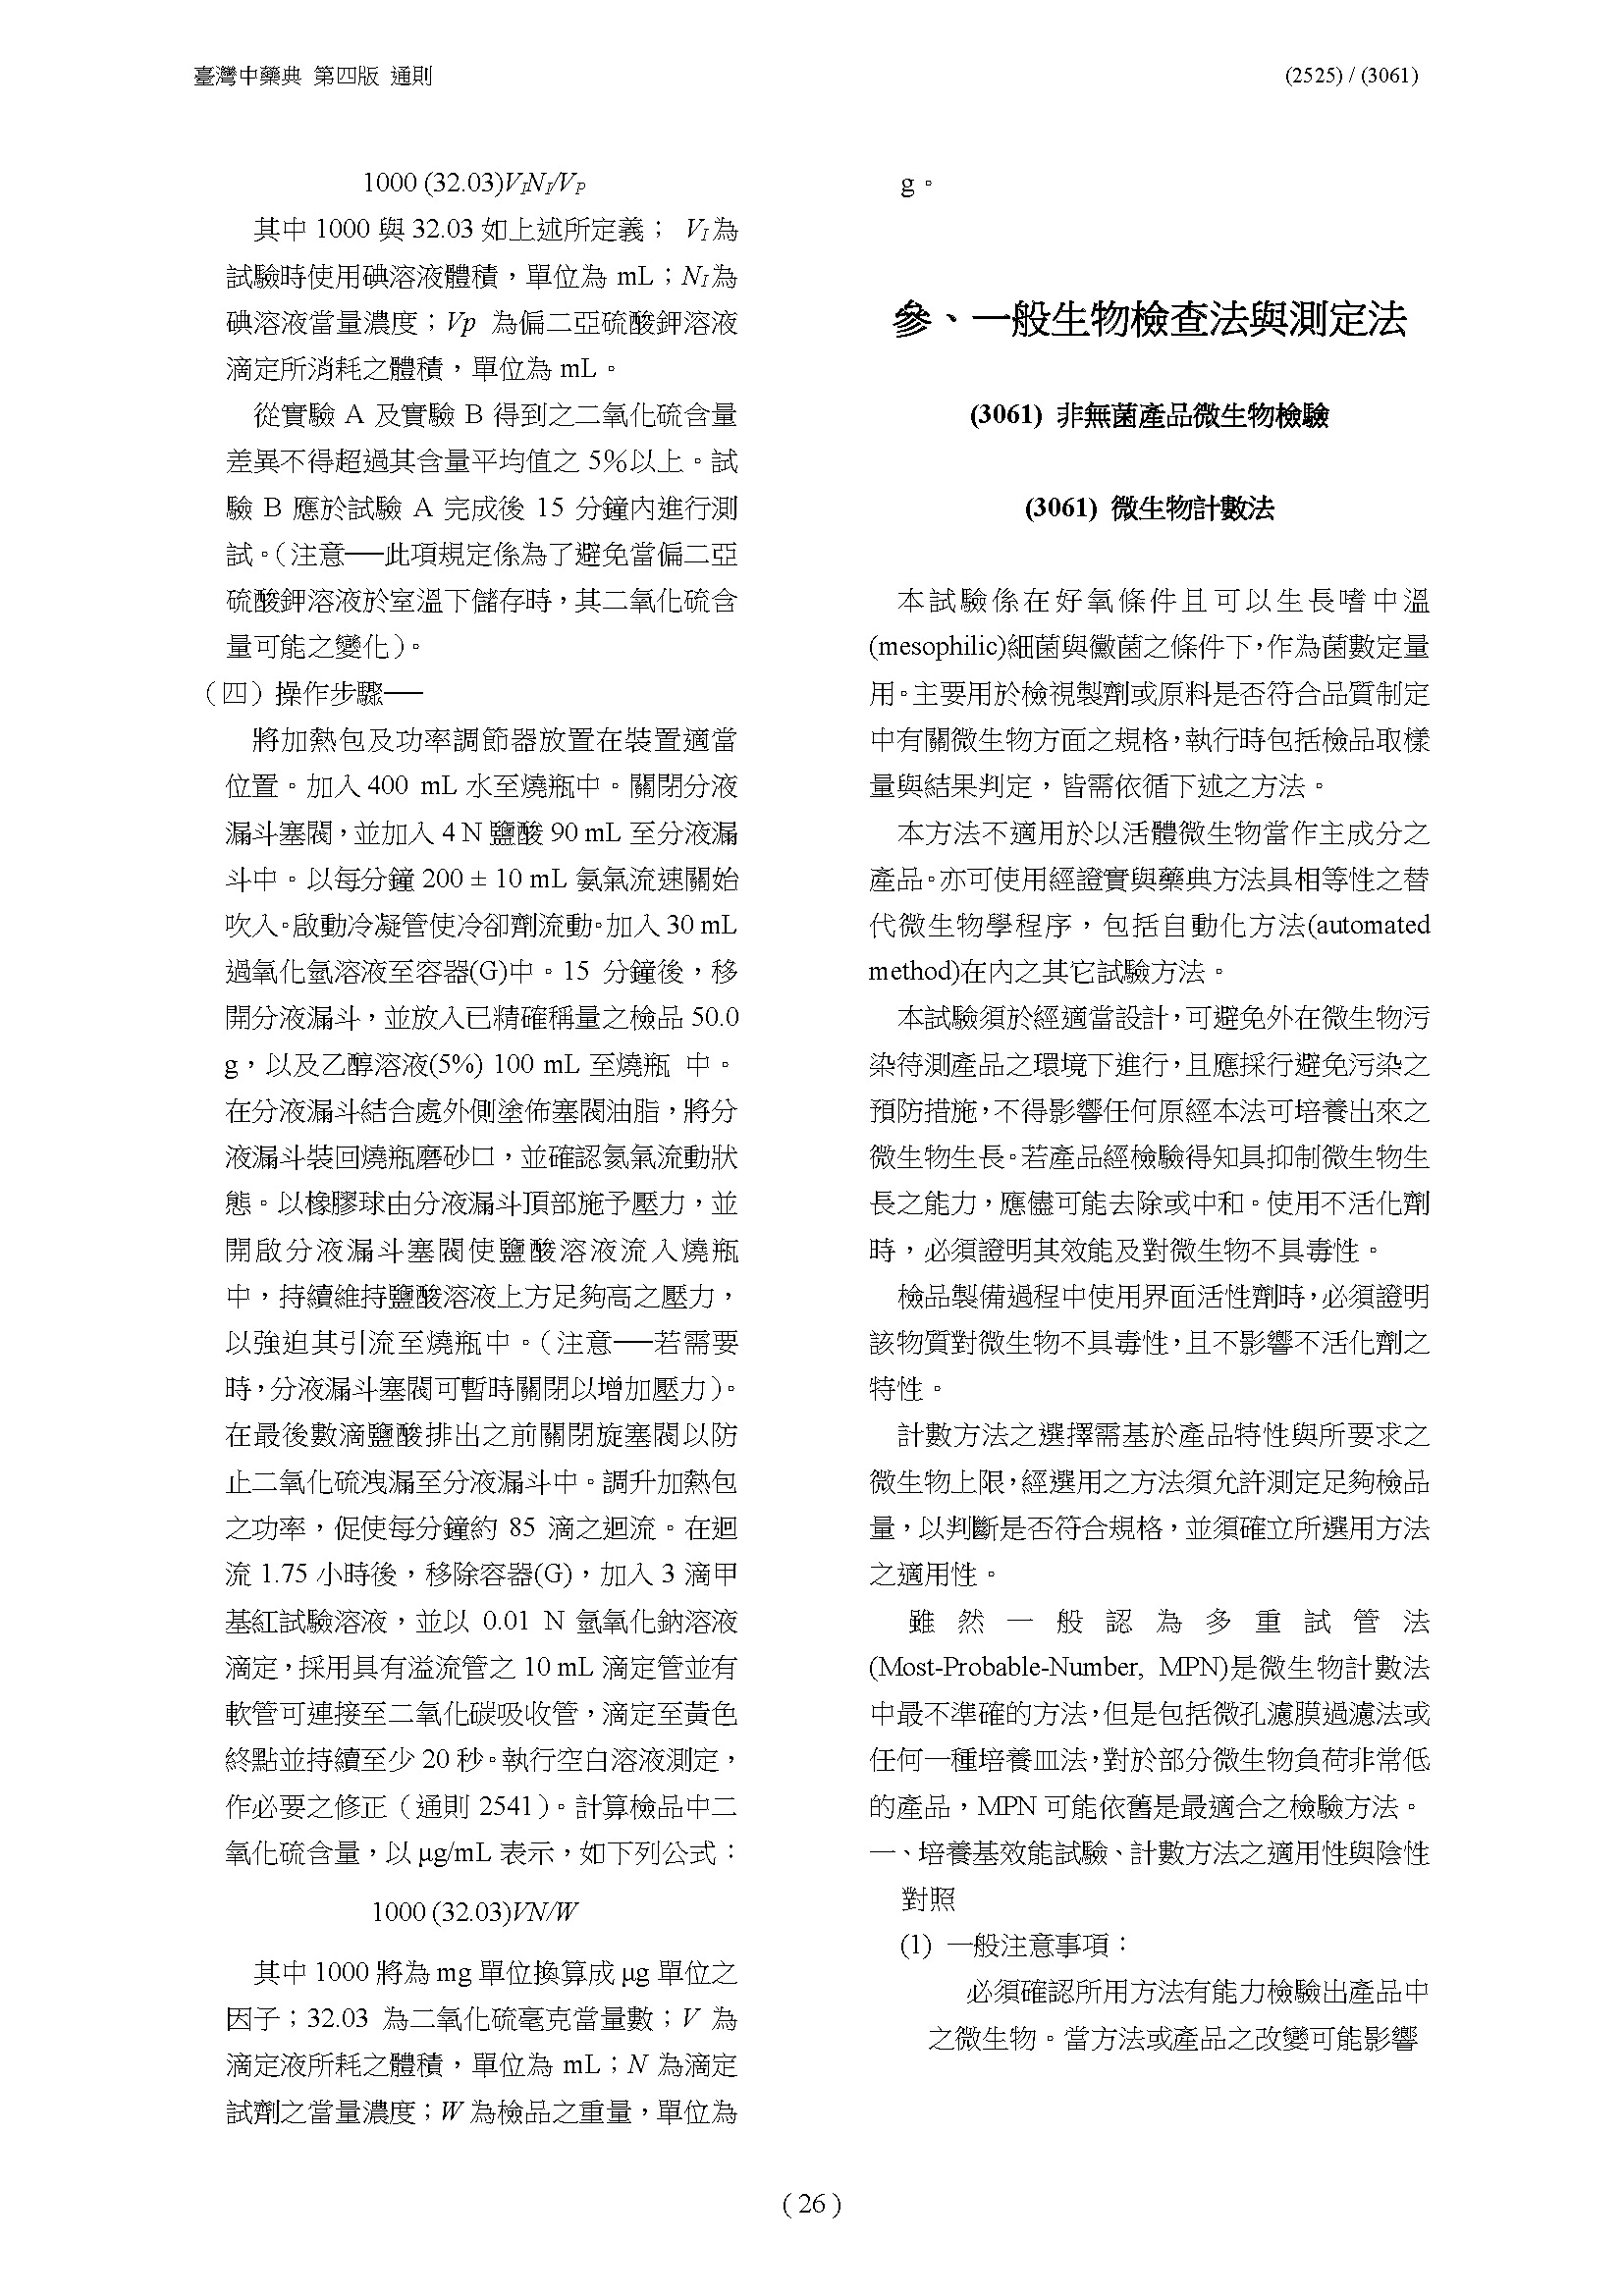 臺灣中藥典 第四版 通則
(2525) / (3061)
1000 (32.03)VINI/VP
其中 1000 與 32.03 如上述所定義； VI為
試驗時使用碘溶液體積，單位為 mL；NI為
碘溶液當量濃度；Vp 為偏二亞硫酸鉀溶液
滴定所消耗之體積，單位為 mL。
從實驗 A 及實驗 B 得到之二氧化硫含量
差異不得超過其含量平均值之 5%以上。試
驗 B 應於試驗 A 完成後 15 分鐘內進行測
試。（注意──此項規定係為了避免當偏二亞
硫酸鉀溶液於室溫下儲存時，其二氧化硫含
量可能之變化）。
（四）操作步驟──
將加熱包及功率調節器放置在裝置適當
位置。加入 400 mL 水至燒瓶中。關閉分液
漏斗塞閥，並加入 4 N 鹽酸 90 mL 至分液漏
斗中。以每分鐘 200 ± 10 mL 氨氣流速關始
吹入。啟動冷凝管使冷卻劑流動。加入 30 mL
過氧化氫溶液至容器(G)中。15 分鐘後，移
開分液漏斗，並放入已精確稱量之檢品 50.0
g，以及乙醇溶液(5%) 100 mL 至燒瓶 中。
在分液漏斗結合處外側塗佈塞閥油脂，將分
液漏斗裝回燒瓶磨砂口，並確認氨氣流動狀
態。以橡膠球由分液漏斗頂部施予壓力，並
開啟分液漏斗塞閥使鹽酸溶液流入燒瓶
中，持續維持鹽酸溶液上方足夠高之壓力，
以強迫其引流至燒瓶中。（注意──若需要
時，分液漏斗塞閥可暫時關閉以增加壓力）。
在最後數滴鹽酸排出之前關閉旋塞閥以防
止二氧化硫洩漏至分液漏斗中。調升加熱包
之功率，促使每分鐘約 85 滴之迴流。在迴
流 1.75 小時後，移除容器(G)，加入 3 滴甲
基紅試驗溶液，並以 0.01 N 氫氧化鈉溶液
滴定，採用具有溢流管之 10 mL 滴定管並有
軟管可連接至二氧化碳吸收管，滴定至黃色
終點並持續至少 20 秒。執行空白溶液測定，
作必要之修正（通則 2541）。計算檢品中二
氧化硫含量，以 μg/mL 表示，如下列公式：
1000 (32.03)VN/W
其中 1000 將為 mg 單位換算成 μg 單位之
因子；32.03 為二氧化硫毫克當量數；V 為
滴定液所耗之體積，單位為 mL；N 為滴定
試劑之當量濃度；W 為檢品之重量，單位為
g。
參、一般生物檢查法與測定法
(3061) 非無菌產品微生物檢驗
(3061) 微生物計數法
本試驗係在好氧條件且可以生長嗜中溫
(mesophilic)細菌與黴菌之條件下，作為菌數定量
用。主要用於檢視製劑或原料是否符合品質制定
中有關微生物方面之規格，執行時包括檢品取樣
量與結果判定，皆需依循下述之方法。
本方法不適用於以活體微生物當作主成分之
產品。亦可使用經證實與藥典方法具相等性之替
代微生物學程序，包括自動化方法(automated
method)在內之其它試驗方法。
本試驗須於經適當設計，可避免外在微生物污
染待測產品之環境下進行，且應採行避免污染之
預防措施，不得影響任何原經本法可培養出來之
微生物生長。若產品經檢驗得知具抑制微生物生
長之能力，應儘可能去除或中和。使用不活化劑
時，必須證明其效能及對微生物不具毒性。
檢品製備過程中使用界面活性劑時，必須證明
該物質對微生物不具毒性，且不影響不活化劑之
特性。
計數方法之選擇需基於產品特性與所要求之
微生物上限，經選用之方法須允許測定足夠檢品
量，以判斷是否符合規格，並須確立所選用方法
之適用性。
雖然一般認為多重試管法
(Most-Probable-Number, MPN)是微生物計數法
中最不準確的方法，但是包括微孔濾膜過濾法或
任何一種培養皿法，對於部分微生物負荷非常低
的產品，MPN 可能依舊是最適合之檢驗方法。
一、培養基效能試驗、計數方法之適用性與陰性
對照
(1) 一般注意事項：
必須確認所用方法有能力檢驗出產品中
之微生物。當方法或產品之改變可能影響
( 26 )